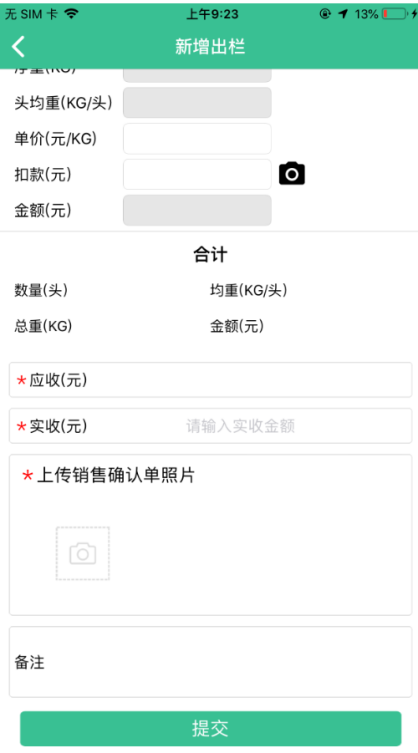 无 SIM 卡
上午9:23
13%
新增出栏
净重(KG)
头均重(KG/头)
单价(元/KG)
扣款(元)
金额(元)
合计
数量(头)
均重(KG/头)
总重(KG)
金额(元)
*应收(元)
*实收(元)
请输入实收金额
*上传销售确认单照片
备注
提交